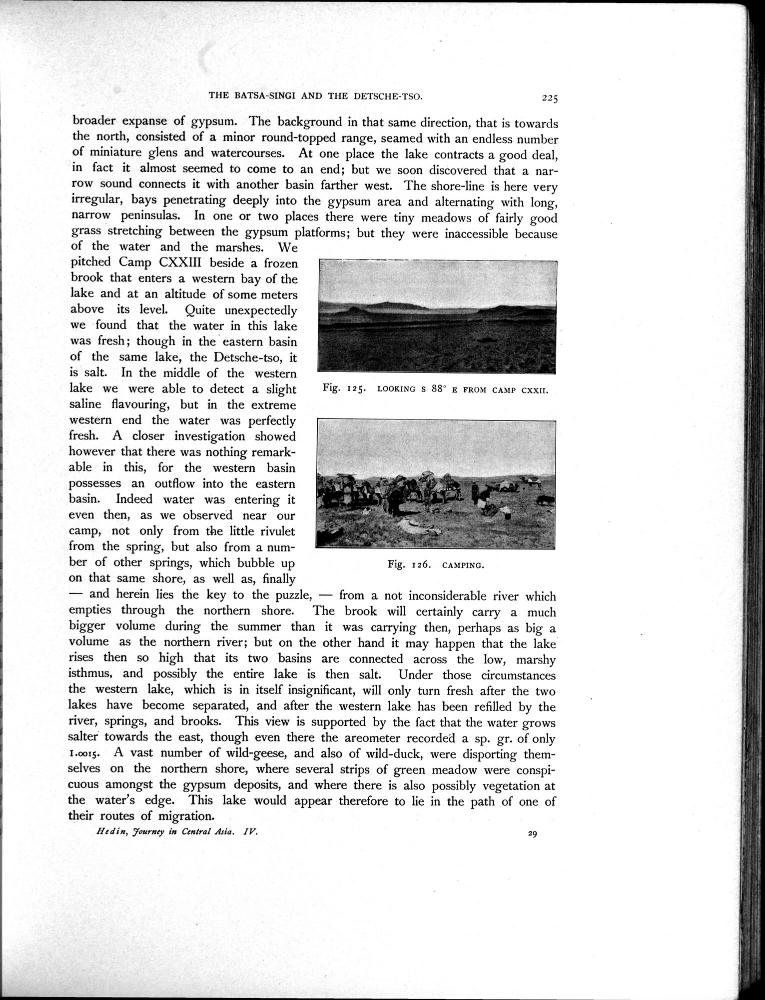 THE BATSA-SINGI AND THE DETSCHE-TSO. 225
broader expanse of gypsum. The background in that same direction, that is towards
the north, consisted of a minor round-topped range, seamed with an endless number
of miniature glens and watercourses. At one place the lake contracts a good deal,
in fact it almost seemed to come to an end; but we soon discovered that a nar-
row sound connects it with another basin farther west. The shore-line is here very
irregular, bays penetrating deeply into the gypsum area and alternating with long,
narrow peninsulas. In one or two places there were tiny meadows of fairly good
grass stretching between the gypsum platforms; but they were inaccessible because
of the water and the marshes. We
pitched Camp CXXIII beside a frozen
brook that enters a western bay of the
lake and at an altitude of some meters
above its level. Quite unexpectedly
we found that the water in this lake
was fresh; though in the eastern basin
of the same lake, the Detsche-tso, it
is salt. In the middle of the western
lake we were able to detect a slight
saline flavouring, but in the extreme
western end the water was perfectly
fresh. A closer investigation showed
however that there was nothing remark-
able in this, for the western basin
possesses an outflow into the eastern
basin. Indeed water was entering it
even then, as we observed near our
camp, not only from the little rivulet
from the spring, but also from a num-
ber of other springs, which bubble up
on that same shore, as well as, finally
Fig. 125. LOOKING S 88° E FROM CAMP CXXII.
Fig. 126. CAMPING.
— and herein lies the key to the puzzle, — from a not inconsiderable river which
empties through the northern shore. The brook will certainly carry a much
bigger volume during the summer than it was carrying then, perhaps as big a
volume as the northern river; but on the other hand it may happen that the lake
rises then so high that its two basins are connected across the low, marshy
isthmus, and possibly the entire lake is then salt. Under those circumstances
the western lake, which is in itself insignificant, will only turn fresh after the two
lakes have become separated, and after the western lake has been refilled by the
river, springs, and brooks. This view is supported by the fact that the water grows
salter towards the east, though even there the areometer recorded a sp. gr. of only
1.0015. A vast number of wild-geese, and also of wild-duck, were disporting them-
selves on the northern shore, where several strips of green meadow were conspi-
cuous amongst the gypsum deposits, and where there is also possibly vegetation at
the water's edge. This lake would appear therefore to lie in the path of one of
their routes of migration.
Hedin, Journey in Central Asia. IV. 29